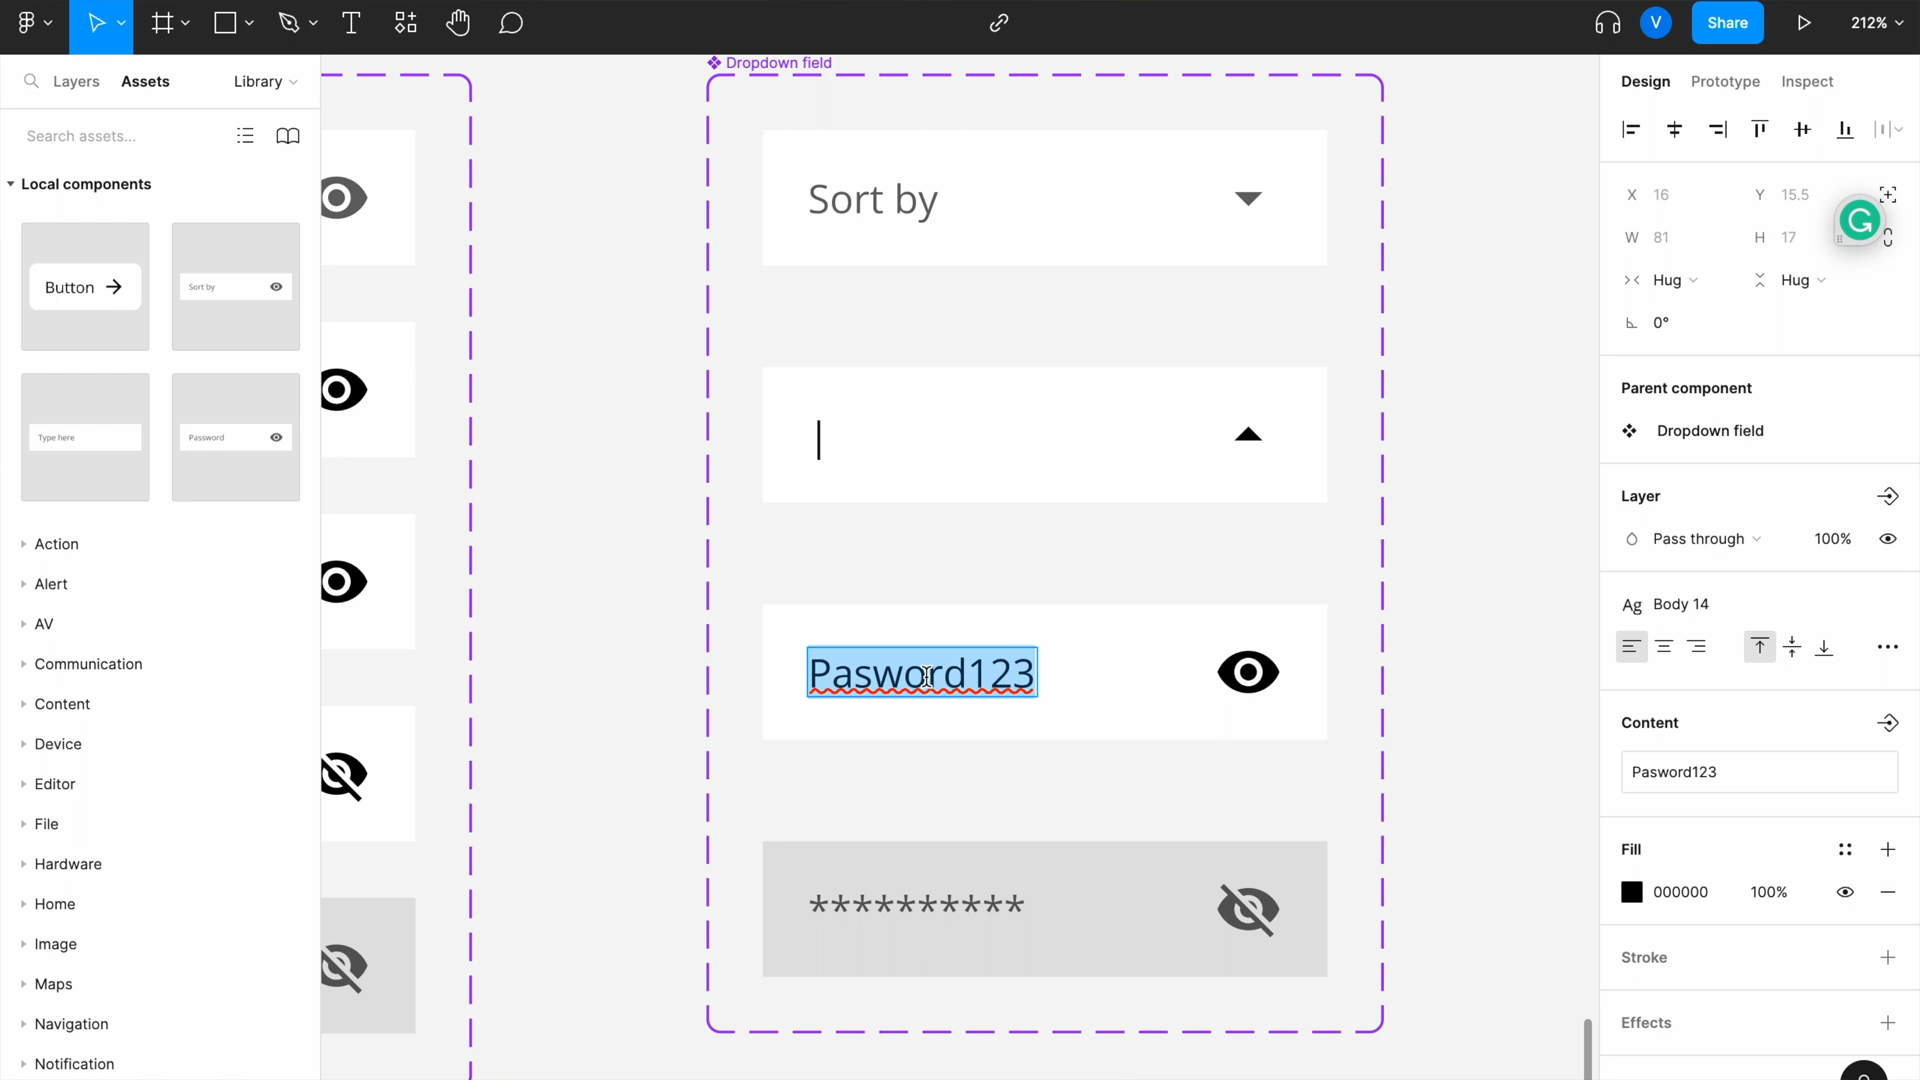 V
Share
212%
Layers
Assets
Library
Search assets...
Local components
Button
Sort by
Type here
Password
Action
Alert
AV
Communication
Content
Device
Editor
File
Hardware
Home
Image
Maps
Navigation
Notification
Dropdown field
Sort by
Pasword123
**********
Design
Prototype
Inspect
X 16
Y 15.5
W 81
H 17
Hug
Hug
0°
Parent component
Dropdown field
Layer
Pass through
100%
Ag Body 14
Content
Pasword123
Fill
000000
100%
Stroke
Effects